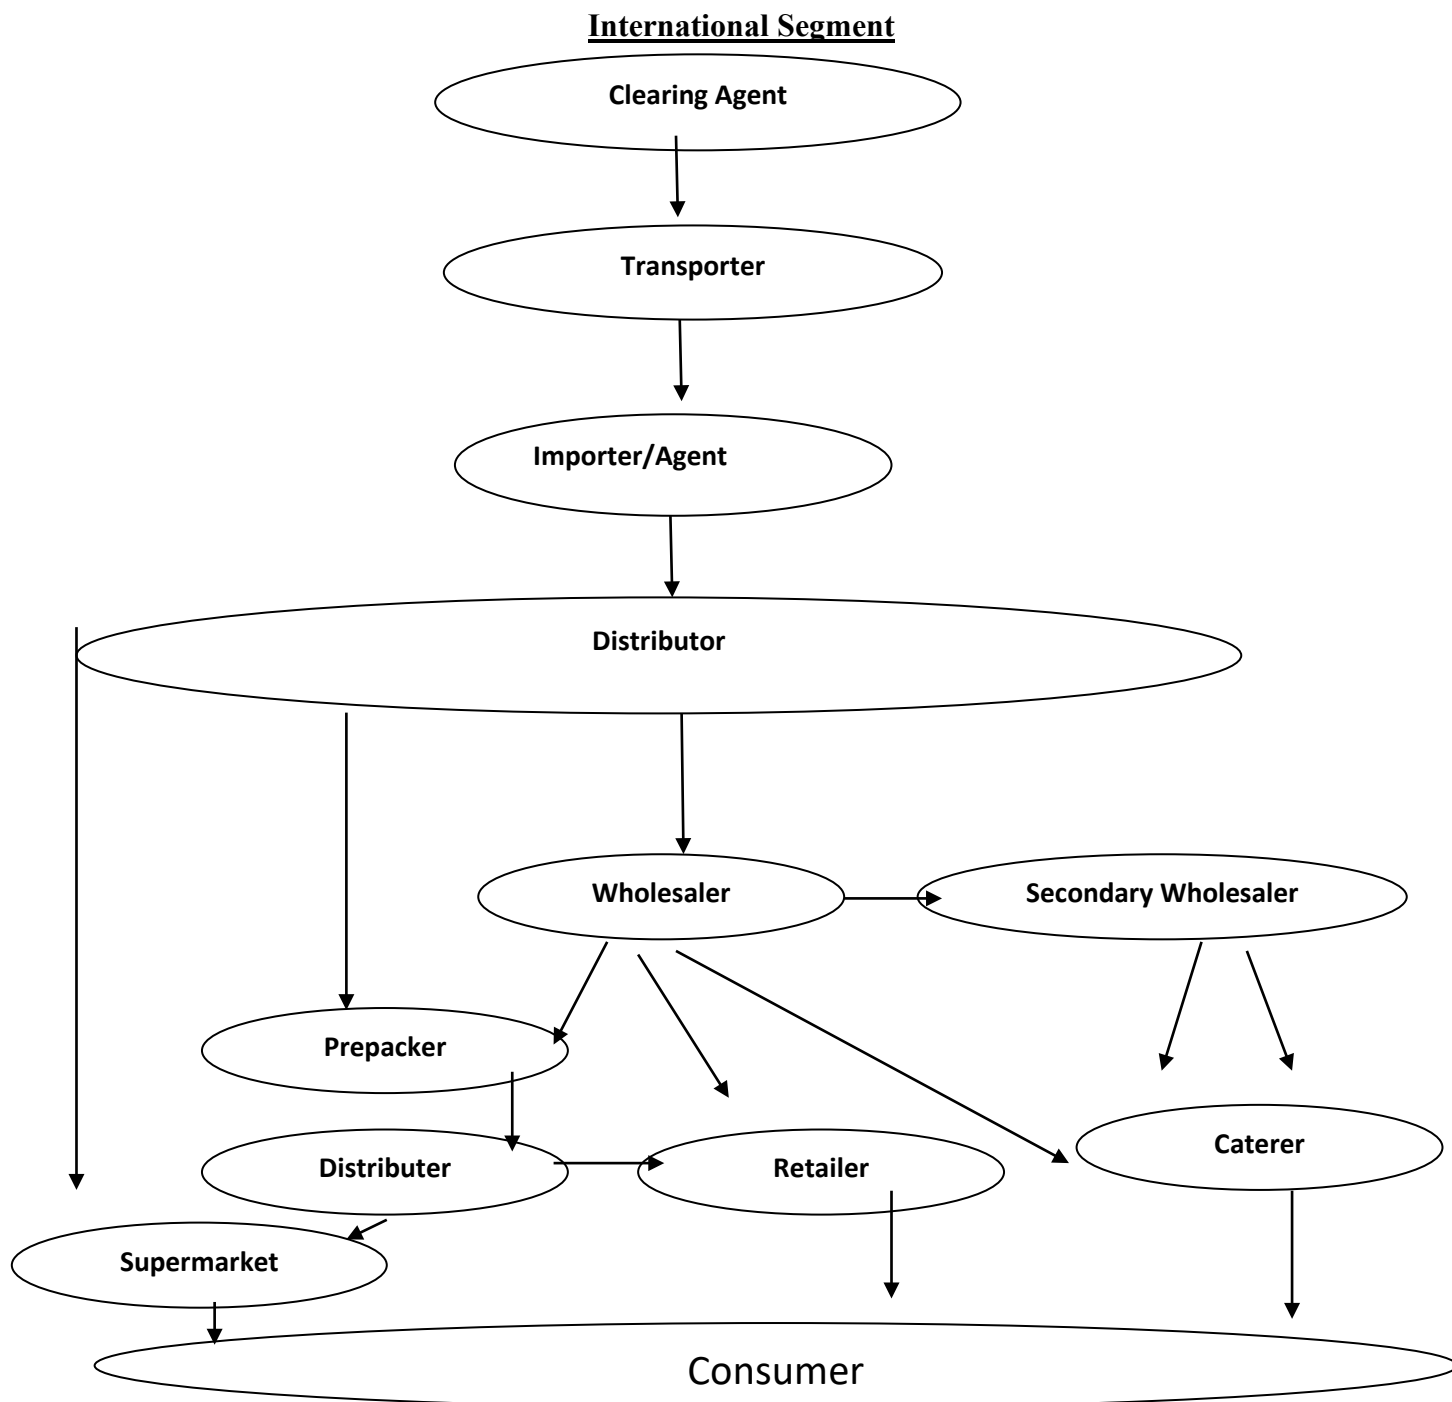 International Segment
Clearing Agent
Transporter
Importer/Agent
Distributor
Wholesaler
Secondary Wholesaler
Prepacker
Caterer
Distributer
Retailer
Supermarket
Consumer